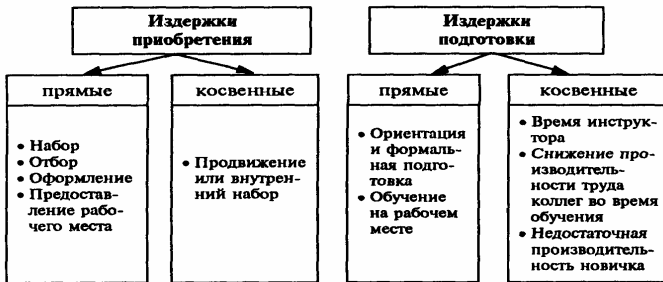 Издержки
приобретения
Издержки
подготовки
прямые
• Набор
• Отбор
• Оформление
• Предостав-
ление рабо-
чего места
косвенные
• Продвижение
или внутрен-
ний набор
прямые
• Ориентация
и формаль-
ная подго-
товка
• Обучение
на рабочем
месте
косвенные
• Время инструк-
тора
• Снижение про-
изводитель-
ности труда
коллег во время
обучения
• Недостаточная
производитель-
ность новичка